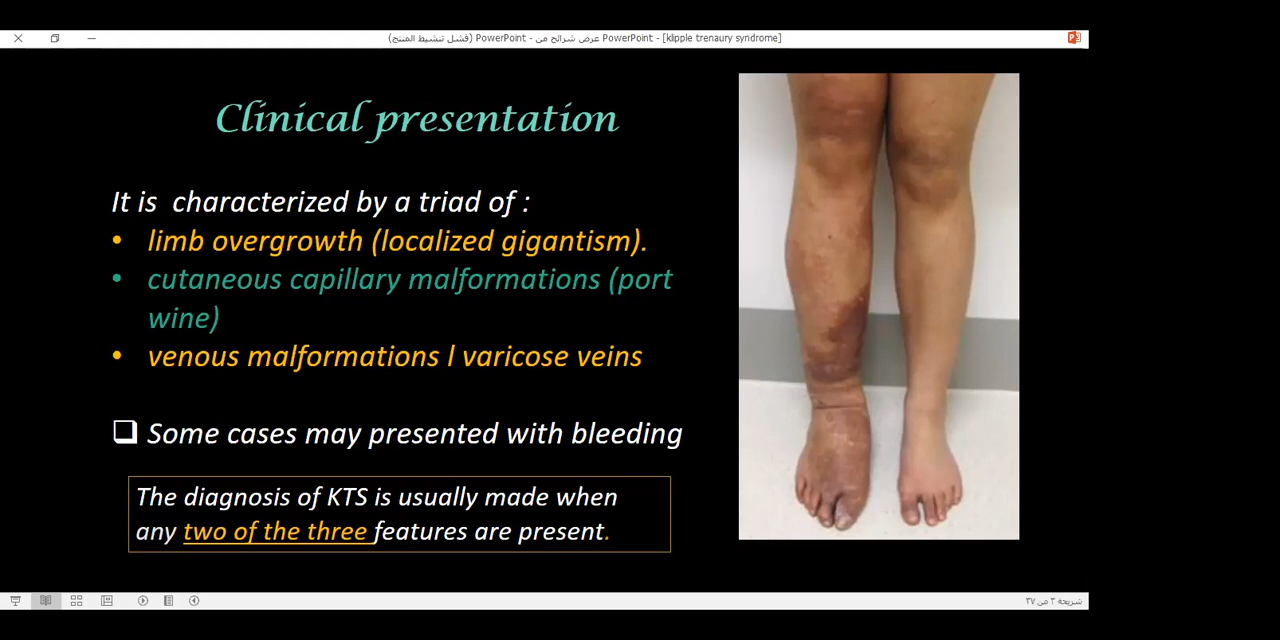 عرض شرائح من PowerPoint - [klipple trenaury syndrome] - PowerPoint (فشل تنشيط المنتج)
Clinical presentation
It is characterized by a triad of :
• limb overgrowth (localized gigantism).
• cutaneous capillary malformations (port
wine)
• venous malformations l varicose veins
Some cases may presented with bleeding
The diagnosis of KTS is usually made when
any two of the three features are present.
شريحة ٣ من ٢٧